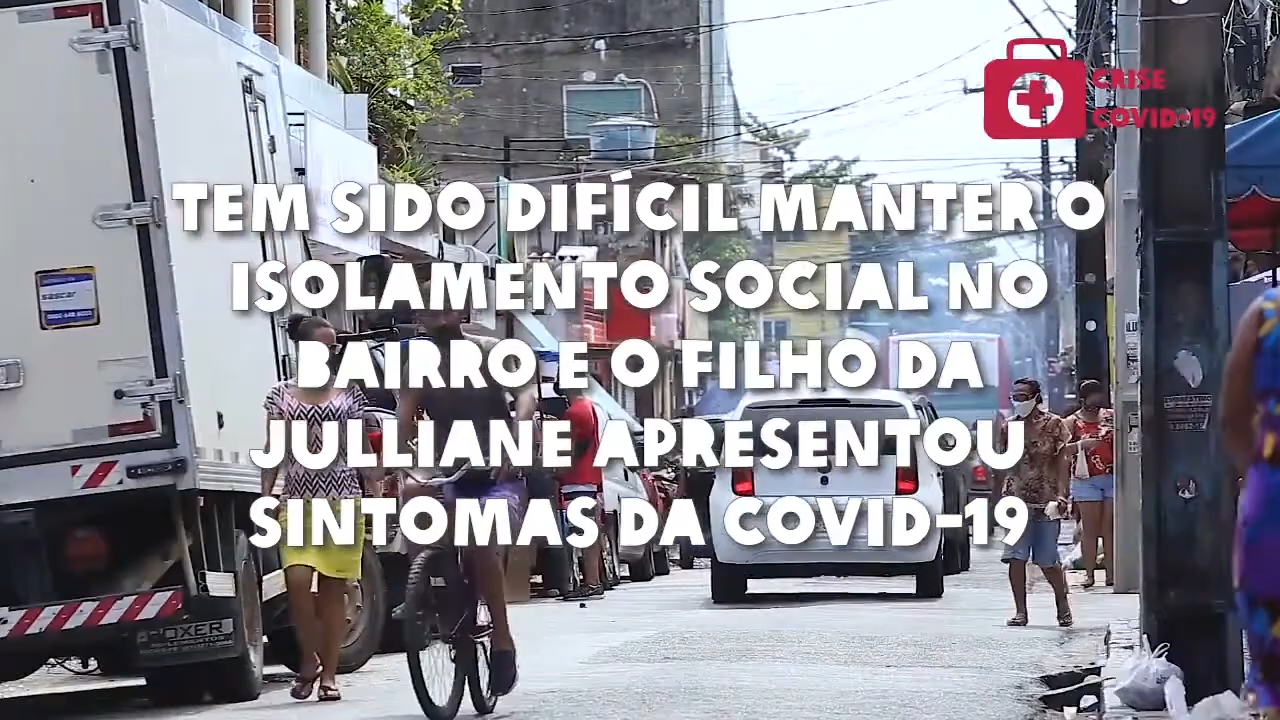 CRISE
COVID-19
TEM SIDO DIFÍCIL MANTER O
ISOLAMENTO SOCIAL NO
BAIRRO E O FILHO DA
JULLIANE APRESENTOU
SINTOMAS DA COVID-19
sascar